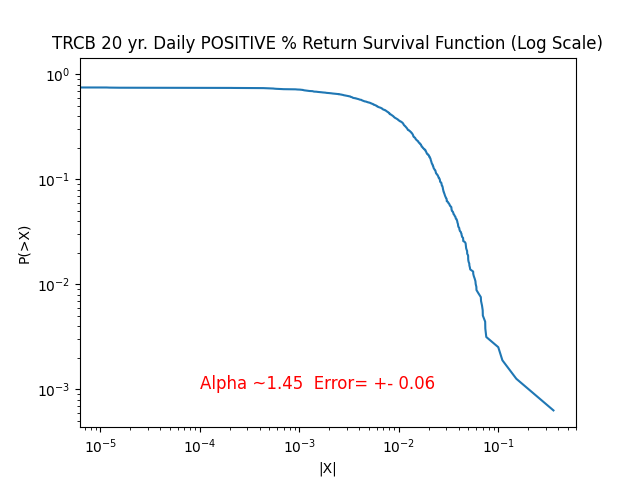 TRCB 20 yr. Daily POSITIVE % Return Survival Function (Log Scale)
10⁰
10⁻¹
10⁻²
10⁻³
P(>X)
Alpha ~1.45  Error= +- 0.06
10⁻⁵ 10⁻⁴ 10⁻³ 10⁻² 10⁻¹
|X|